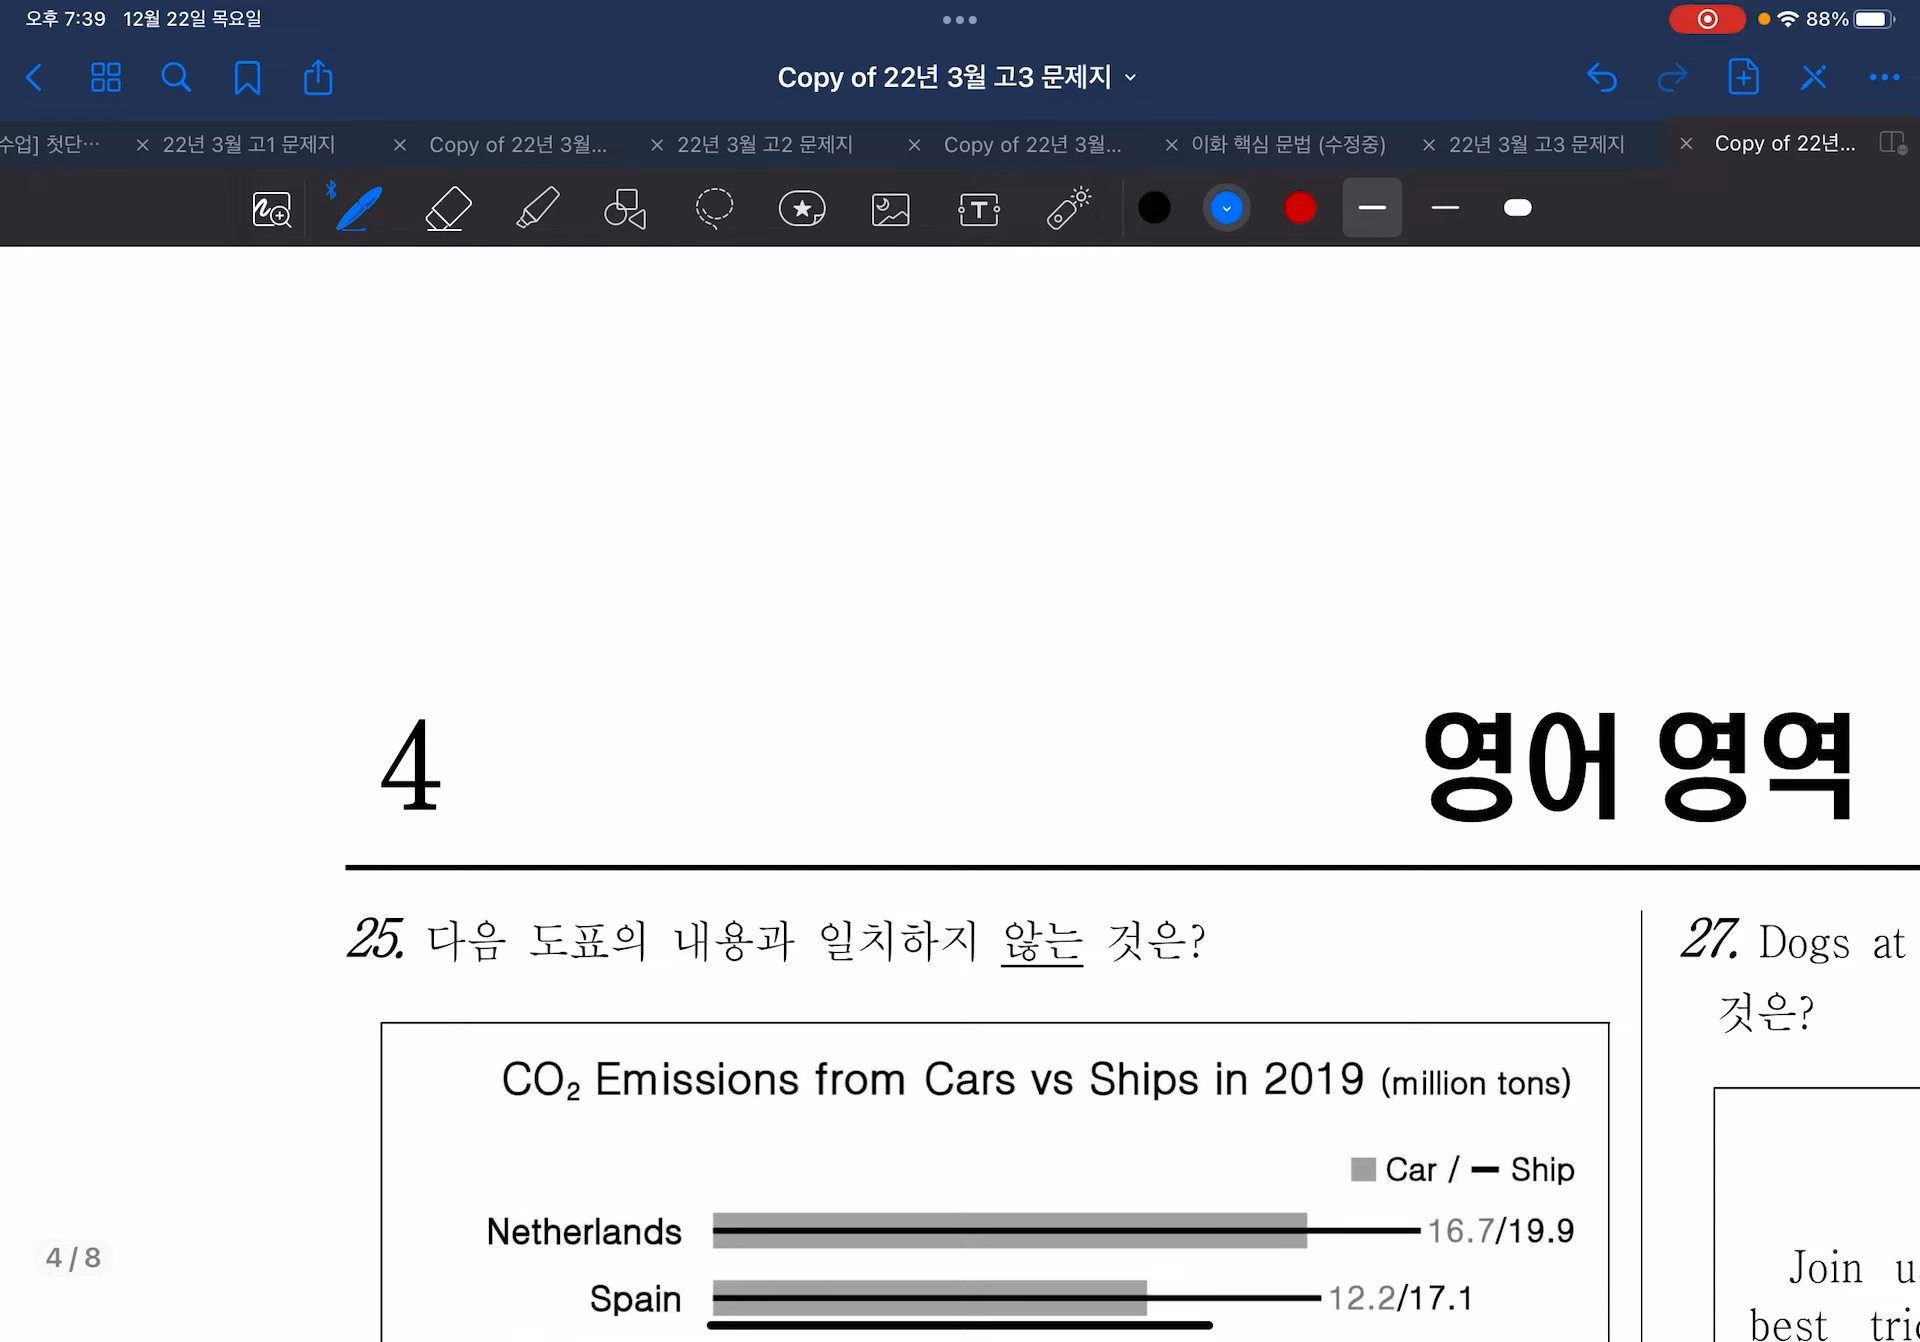 오후 7:39 12월 22일 목요일
88%
Copy of 22년 3월 고3 문제지
수업] 첫단…
22년 3월 고1 문제지
Copy of 22년 3월...
22년 3월 고2 문제지
Copy of 22년 3월...
이화 핵심 문법 (수정중)
22년 3월 고3 문제지
Copy of 22년...
T
4
영어 영역
25. 다음 도표의 내용과 일치하지 않는 것은?
CO₂ Emissions from Cars vs Ships in 2019 (million tons)
Car / Ship
Netherlands 16.7/19.9
Spain 12.2/17.1
27. Dogs at
것은?
Join
best
4 / 8